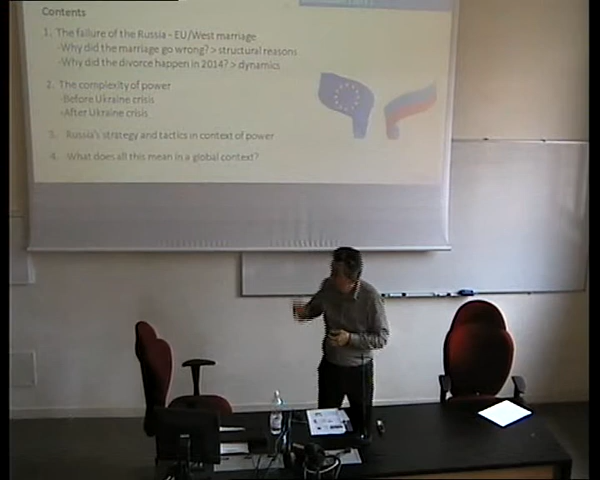 Contents
1. The failure of the Russia - EU/West marriage
-Why did the marriage go wrong? > structural reasons
-Why did the divorce happen in 2014? > dynamics
2. The complexity of power
-Before Ukraine crisis
-After Ukraine crisis
3. Russia's strategy and tactics in context of power
4. What does all this mean in a global context?